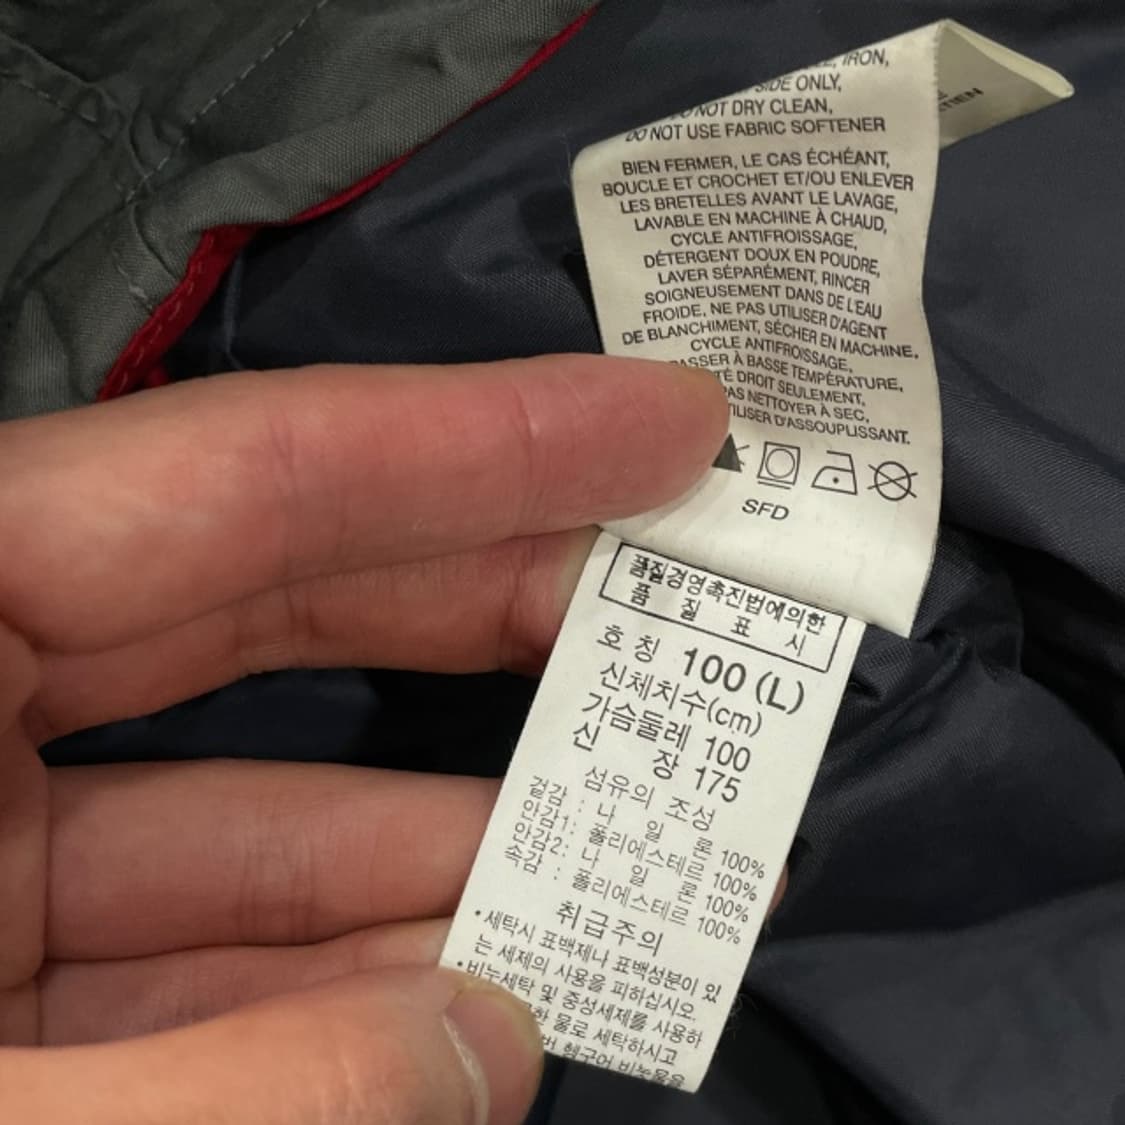 IRON,
SIDE ONLY,
DO NOT DRY CLEAN,
DO NOT USE FABRIC SOFTENER
BIEN FERMER, LE CAS ÉCHÉANT,
BOUCLE ET CROCHET ET/OU ENLEVER
LES BRETELLES AVANT LE LAVAGE,
LAVABLE EN MACHINE À CHAUD,
CYCLE ANTIFROISSAGE,
DÉTERGENT DOUX EN POUDRE,
LAVER SÉPARÉMENT, RINCER
SOIGNEUSEMENT DANS DE L'EAU
FROIDE, NE PAS UTILISER D'AGENT
DE BLANCHIMENT, SÉCHER EN MACHINE,
CYCLE ANTIFROISSAGE,
À BASSE TEMPÉRATURE,
DROIT SEULEMENT,
PAS NETTOYER À SEC,
D'ASSOUPLISSANT.
SFD
품질경영촉진법에의한
품 질 표 시
호 칭 100 (L)
신체치수(cm)
가슴둘레 100
신 장 175
섬유의 조성
겉감 : 나 일 론 100%
안감1: 폴리에스테르 100%
안감2: 나 일 론 100%
속감 : 폴리에스테르 100%
취급주의
•세탁시 표백제나 표백성분이 있
는 세제의 사용을 피하십시오.
•비누세탁 및 중성세제를 사용하
물로 세탁하시고
헹구어 비눗물을